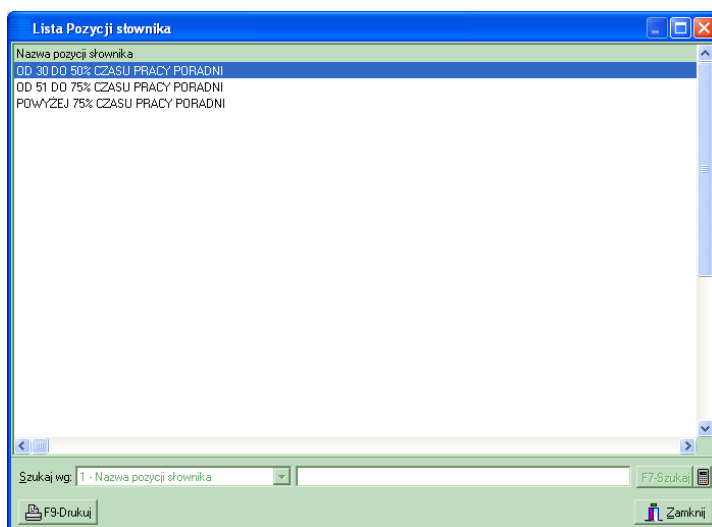 Lista Pozycji słownika
Nazwa pozycji słownika
OD 30 DO 50% CZASU PRACY PORADNI
OD 51 DO 75% CZASU PRACY PORADNI
POWYŻEJ 75% CZASU PRACY PORADNI
Szukaj wg: 1 - Nazwa pozycji słownika F7-Szukaj
F9-Drukuj Zamknij